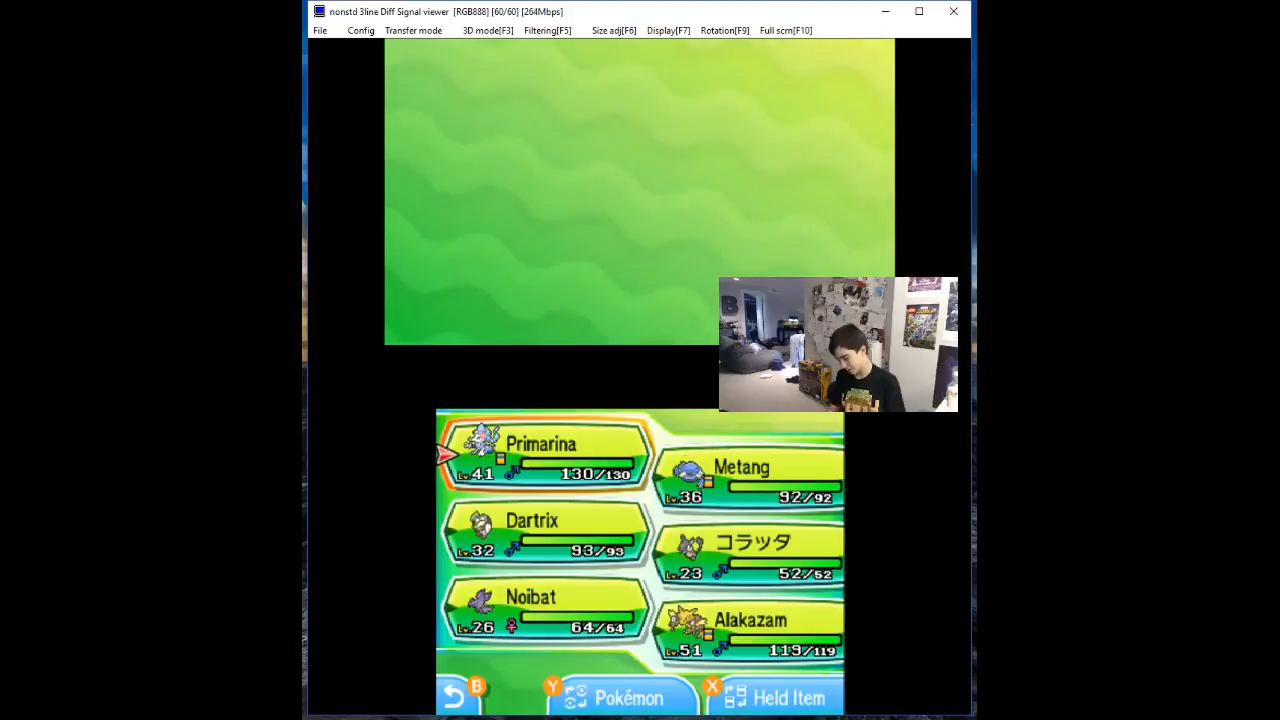 nonstd 3line Diff Signal viewer [RGB888] [60/60] [264Mbps]
File Config Transfer mode 3D mode[F3] Filtering[F5] Size adj[F6] Display[F7] Rotation[F9] Full scrn[F10]
B
Primarina
Lv.41 130/130
Metang
Lv.36 92/92
Dartrix
Lv.32 93/93
コラッタ
Lv.23 52/52
Noibat
Lv.26 64/64
Alakazam
Lv.51 119/119
B
Y Pokémon
X Held Item